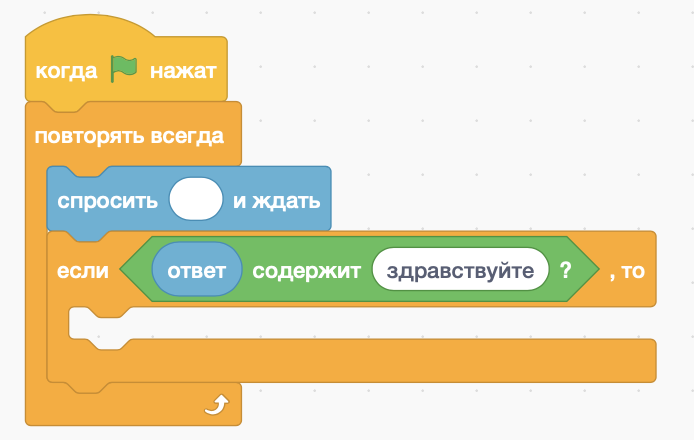 когда нажат
повторять всегда
спросить и ждать
если ответ содержит здравствуйте ? , то